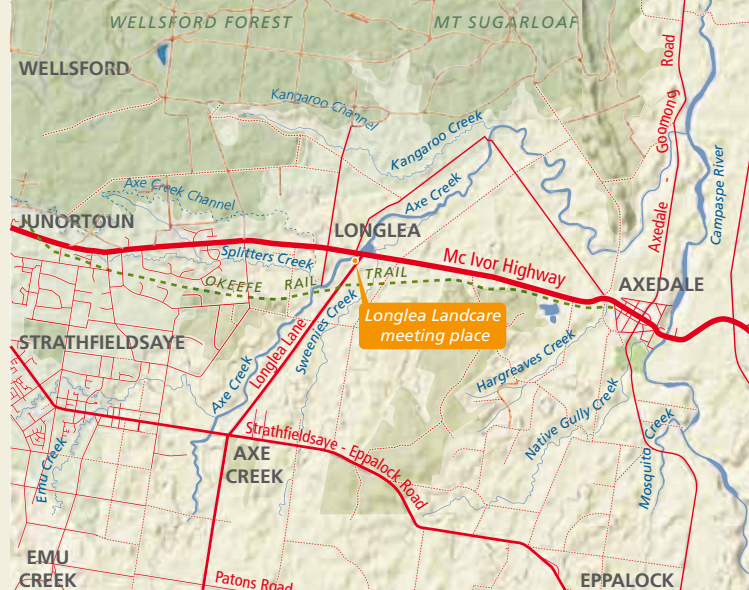 WELLSFORD FOREST
MT SUGARLOAF
Road
WELLSFORD
Kangaroo Channel
Goomong
Kangaroo Creek
Axe Creek Channel
Axe Creek
Campaspe River
JUNORTOUN
LONGLEA
Axedale -
Splitters Creek
Mc Ivor Highway
OKEEFE RAIL TRAIL
AXEDALE
Longlea Landcare
meeting place
Sweenies Creek
Longlea Lane
STRATHFIELDSAYE
Hargreaves Creek
Axe Creek
Native Gully Creek
Mosquito Creek
Strathfieldsaye - Eppalock Road
Emu Creek
AXE
CREEK
EMU
CREEK
Patons Road
EPPALOCK